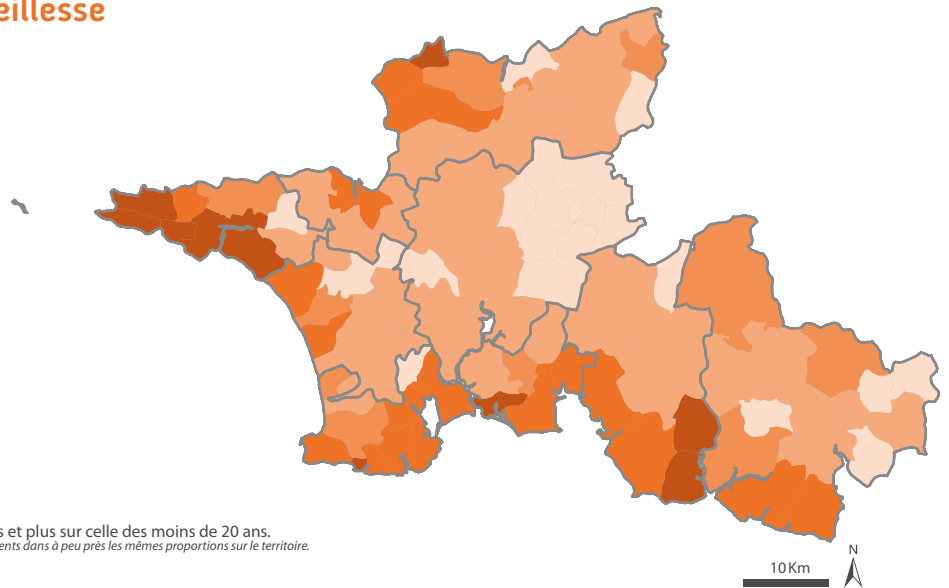 eillesse
s et plus sur celle des moins de 20 ans.
ents dans à peu près les mêmes proportions sur le territoire.
N
10 Km